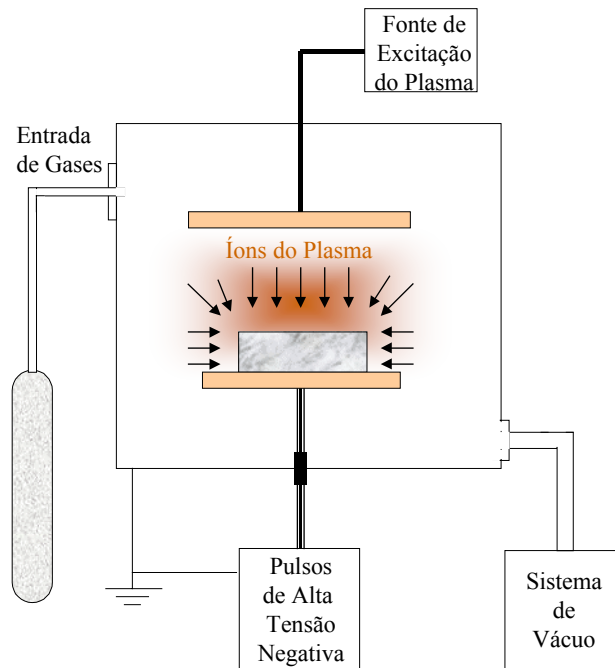 Fonte de
Excitação
do Plasma
Entrada
de Gases
Íons do Plasma
Pulsos
de Alta
Tensão
Negativa
Sistema
de
Vácuo